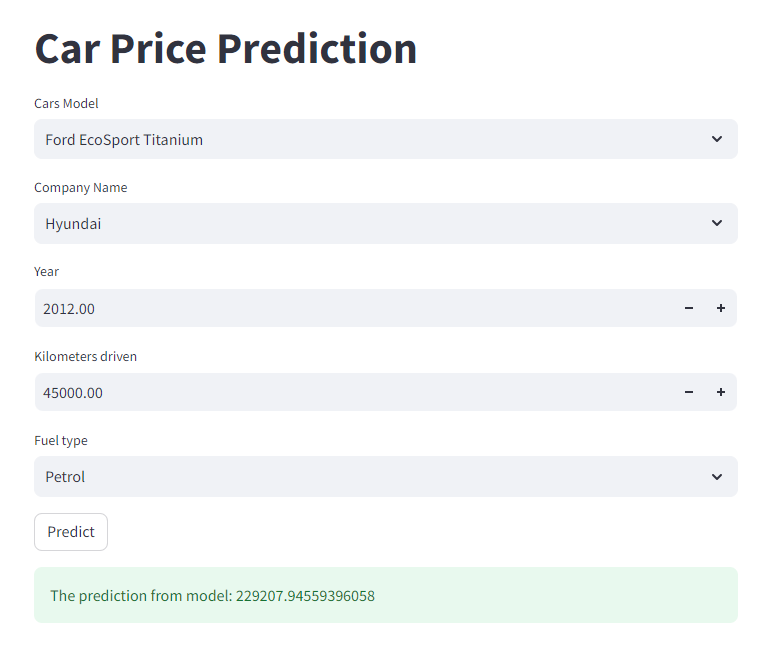 Car Price Prediction
Cars Model
Ford EcoSport Titanium
Company Name
Hyundai
Year
2012.00
Kilometers driven
45000.00
Fuel type
Petrol
Predict
The prediction from model: 229207.94559396058